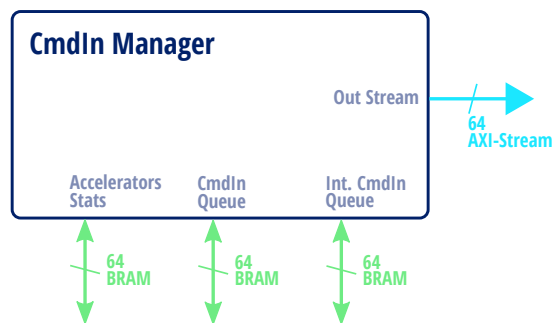 CmdIn Manager
Out Stream
64
AXI-Stream
Accelerators
Stats
CmdIn
Queue
Int. CmdIn
Queue
64
BRAM
64
BRAM
64
BRAM